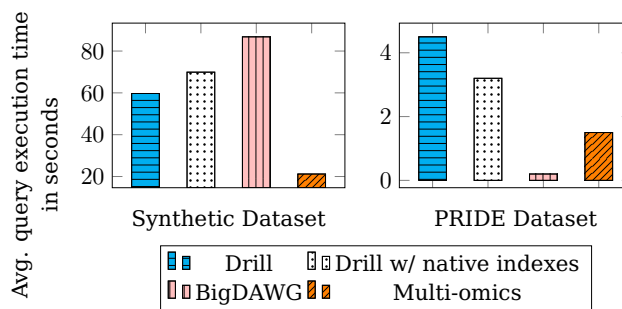 Avg. query execution time
in seconds
80
60
40
20
Synthetic Dataset
4
2
0
PRIDE Dataset
Drill
Drill w/ native indexes
BigDAWG
Multi-omics